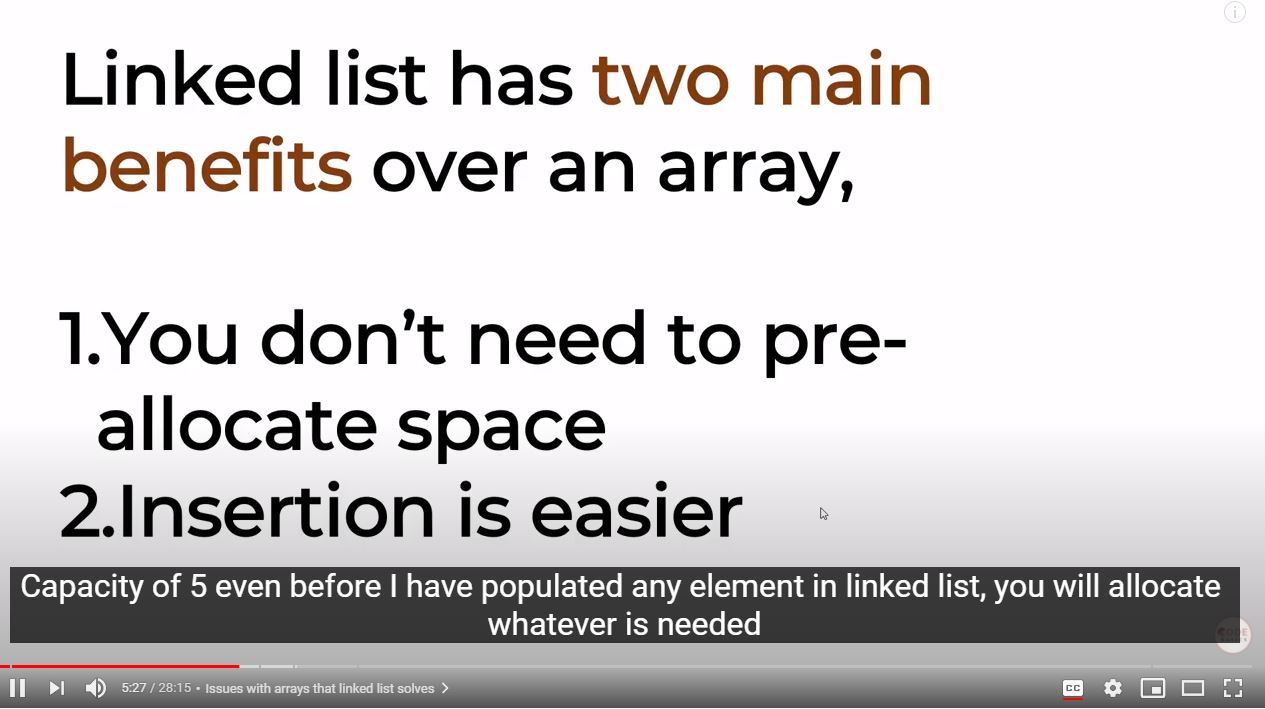 Linked list has two main
benefits over an array,
1.You don’t need to pre-
allocate space
2.Insertion is easier
Capacity of 5 even before I have populated any element in linked list, you will allocate
whatever is needed
5:27 / 28:15 • Issues with arrays that linked list solves
CC
CODE